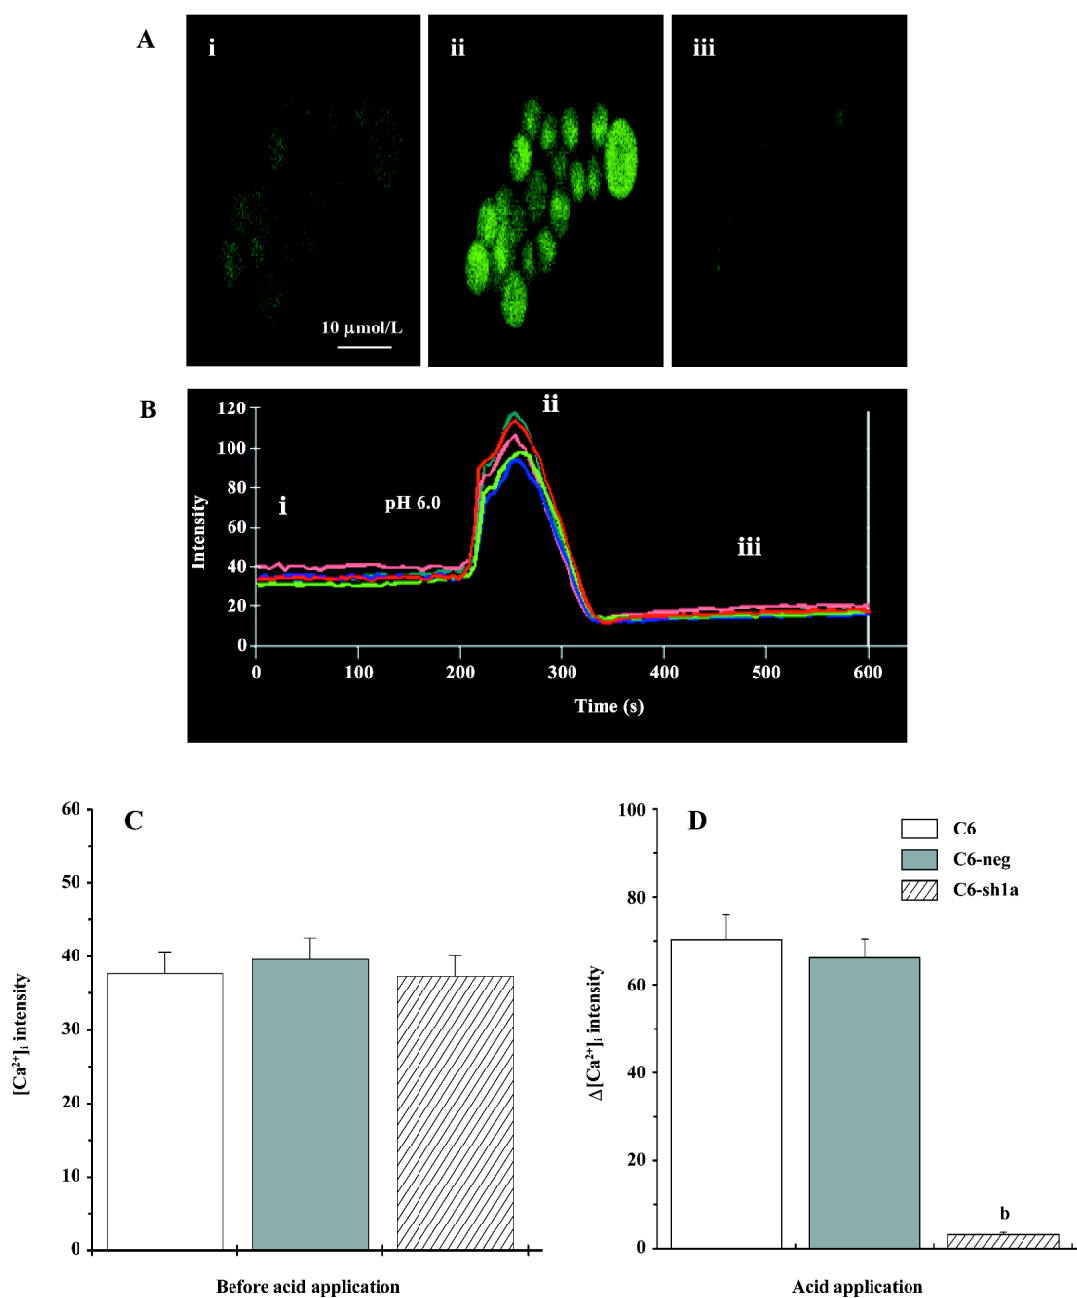 A
i
ii
iii
10 µmol/L
B
ii
120
100
80
60
40
20
0
i
pH 6.0
iii
Intensity
0
100
200
300
400
500
600
Time (s)
C
60
50
40
30
20
10
0
[Ca²⁺]ᵢ intensity
Before acid application
D
100
80
60
40
20
0
Δ[Ca²⁺]ᵢ intensity
C6
C6-neg
C6-sh1a
b
Acid application